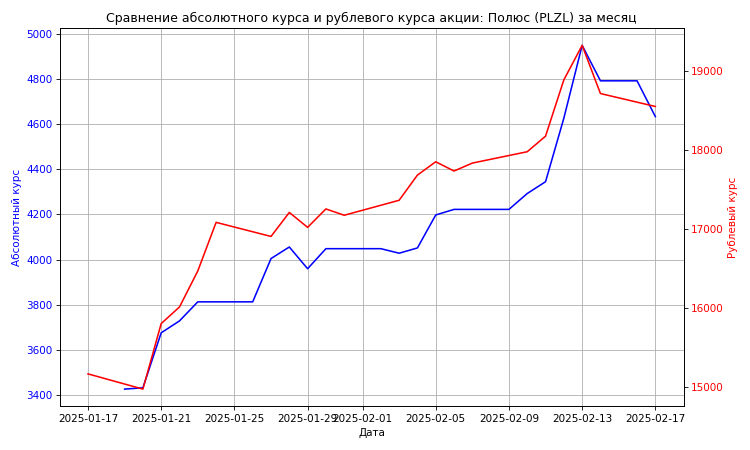 Сравнение абсолютного курса и рублевого курса акции: Полюс (PLZL) за месяц
5000
4800
4600
4400
4200
4000
3800
3600
3400
Абсолютный курс
19000
18000
17000
16000
15000
Рублевый курс
2025-01-17 2025-01-21 2025-01-25 2025-01-29 2025-02-01 2025-02-05 2025-02-09 2025-02-13 2025-02-17
Дата